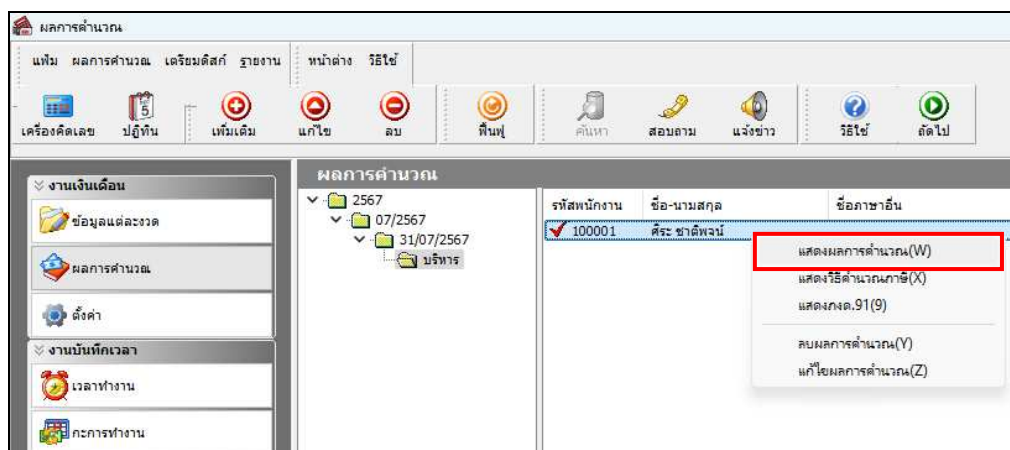 ผลการคำนวณ
แฟ้ม ผลการคำนวณ เตรียมดิสก์ รายงาน หน้าต่าง วิธีใช้
5
เครื่องคิดเลข ปฏิทิน เพิ่มเติม แก้ไข ลบ ฟื้นฟู ค้นหา สอบถาม แจ้งข่าว วิธีใช้ ถัดไป
งานเงินเดือน
ข้อมูลแต่ละงวด
ผลการคำนวณ
ตั้งค่า
งานบันทึกเวลา
เวลาทำงาน
กะการทำงาน
ผลการคำนวณ
2567
07/2567
31/07/2567
บริหาร
รหัสพนักงาน ชื่อ-นามสกุล ชื่อภาษาอื่น
100001 ศิระ ชาติพจน์
แสดงผลการคำนวณ(W)
แสดงวิธีคำนวณภาษี(X)
แสดงภงด.91(9)
ลบผลการคำนวณ(Y)
แก้ไขผลการคำนวณ(Z)